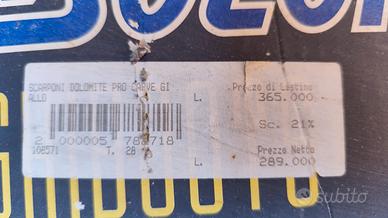 SCARPONI DOLOMITE PRO CARVE GI
ALLO
Prezzo di Listino
L. 365.000
Sc. 21%
2 000005 789718
108571 T. 28
Prezzo Netto
L. 289.000
subito